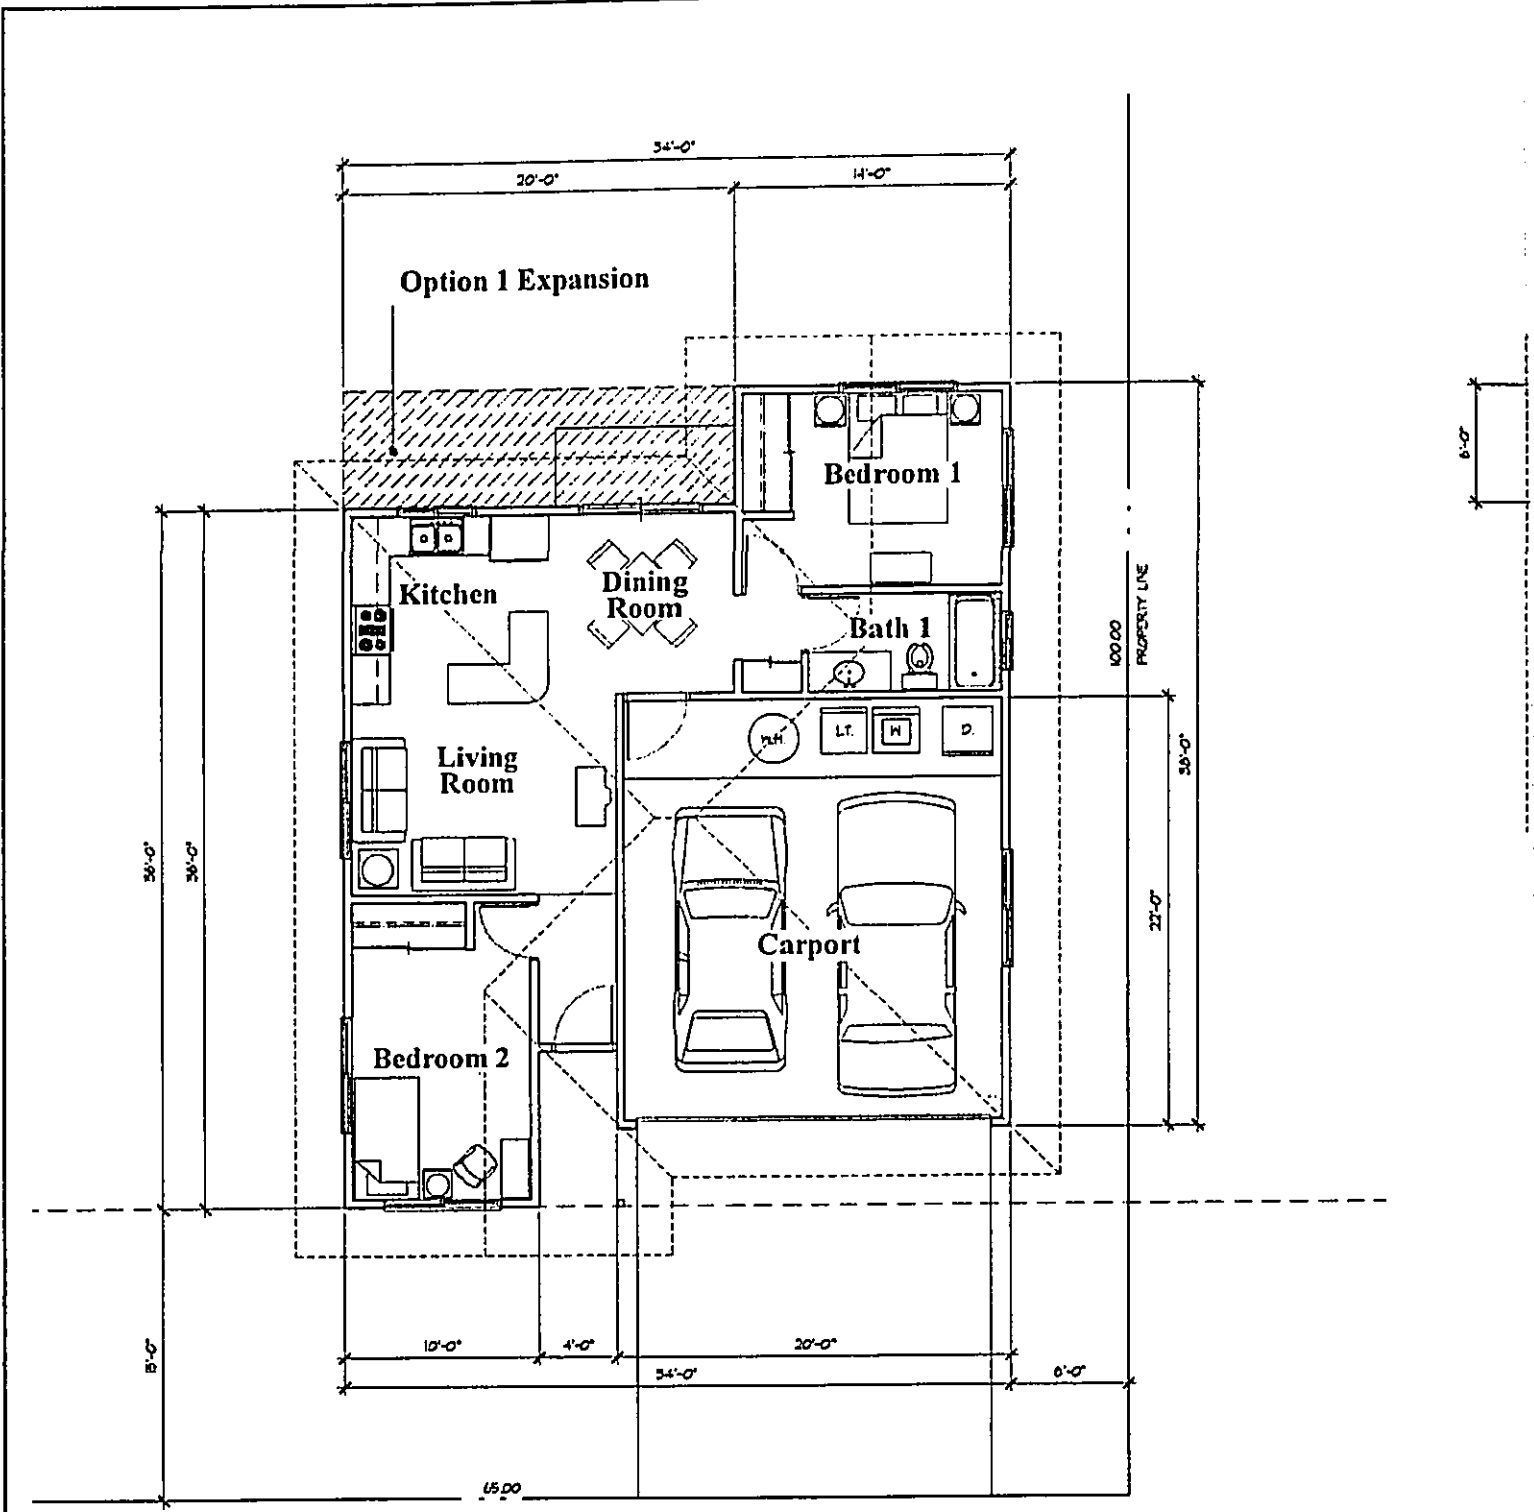 34'-0"
20'-0"
14'-0"
Option 1 Expansion
Bedroom 1
6'-0"
Kitchen
Dining
Room
Bath 1
100.00
PROPERTY LINE
W.H.
L.T.
W
D.
Living
Room
38'-0"
36'-0"
36'-0"
22'-0"
Carport
Bedroom 2
15'-0"
10'-0"
4'-0"
20'-0"
34'-0"
6'-0"
65.00